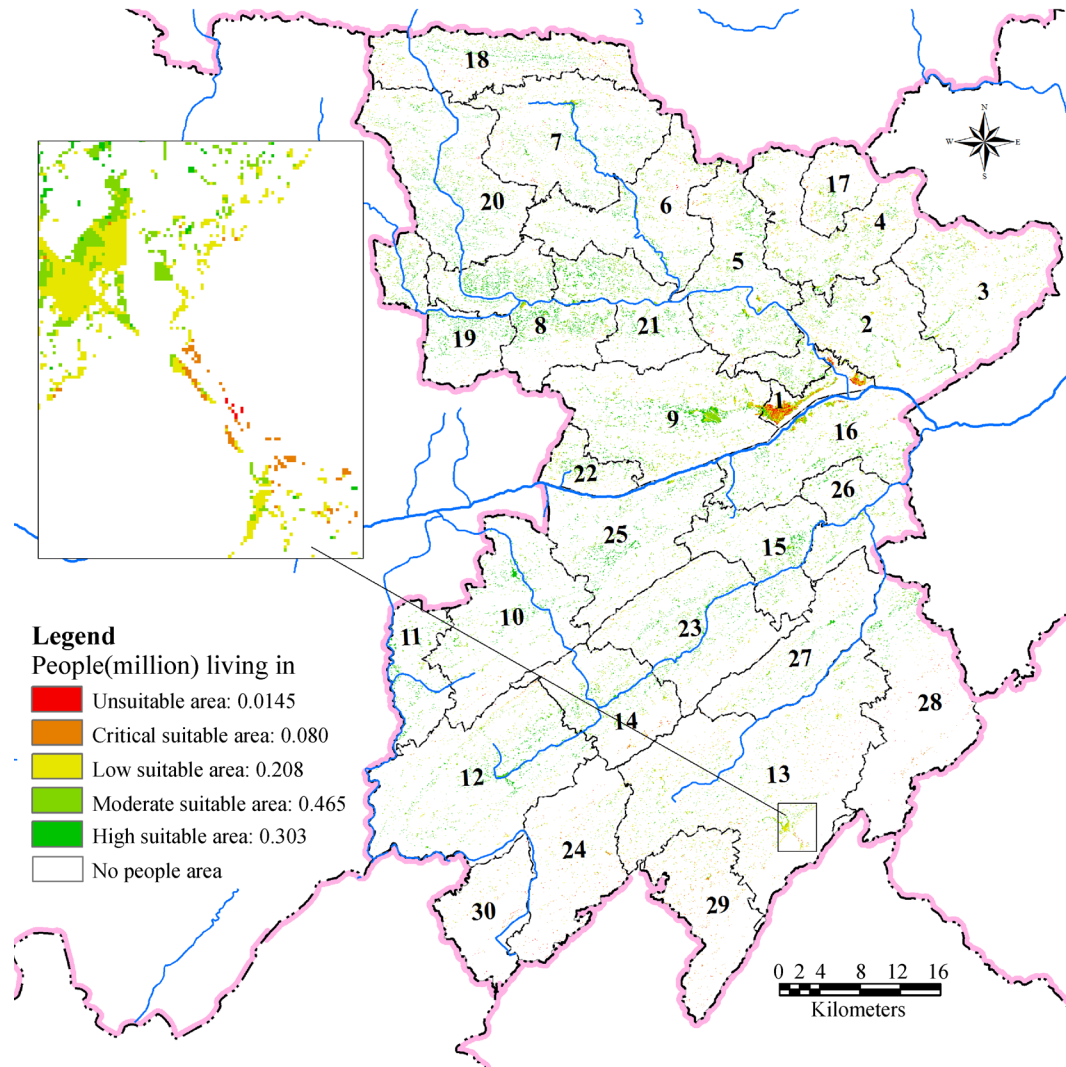 18
N
W
E
S
7
17
20
6
4
5
3
2
19
8
21
1
9
16
22
26
25
15
10
11
23
27
28
14
12
13
24
29
30
Legend
People(million) living in
Unsuitable area: 0.0145
Critical suitable area: 0.080
Low suitable area: 0.208
Moderate suitable area: 0.465
High suitable area: 0.303
No people area
0 2 4 8 12 16
Kilometers